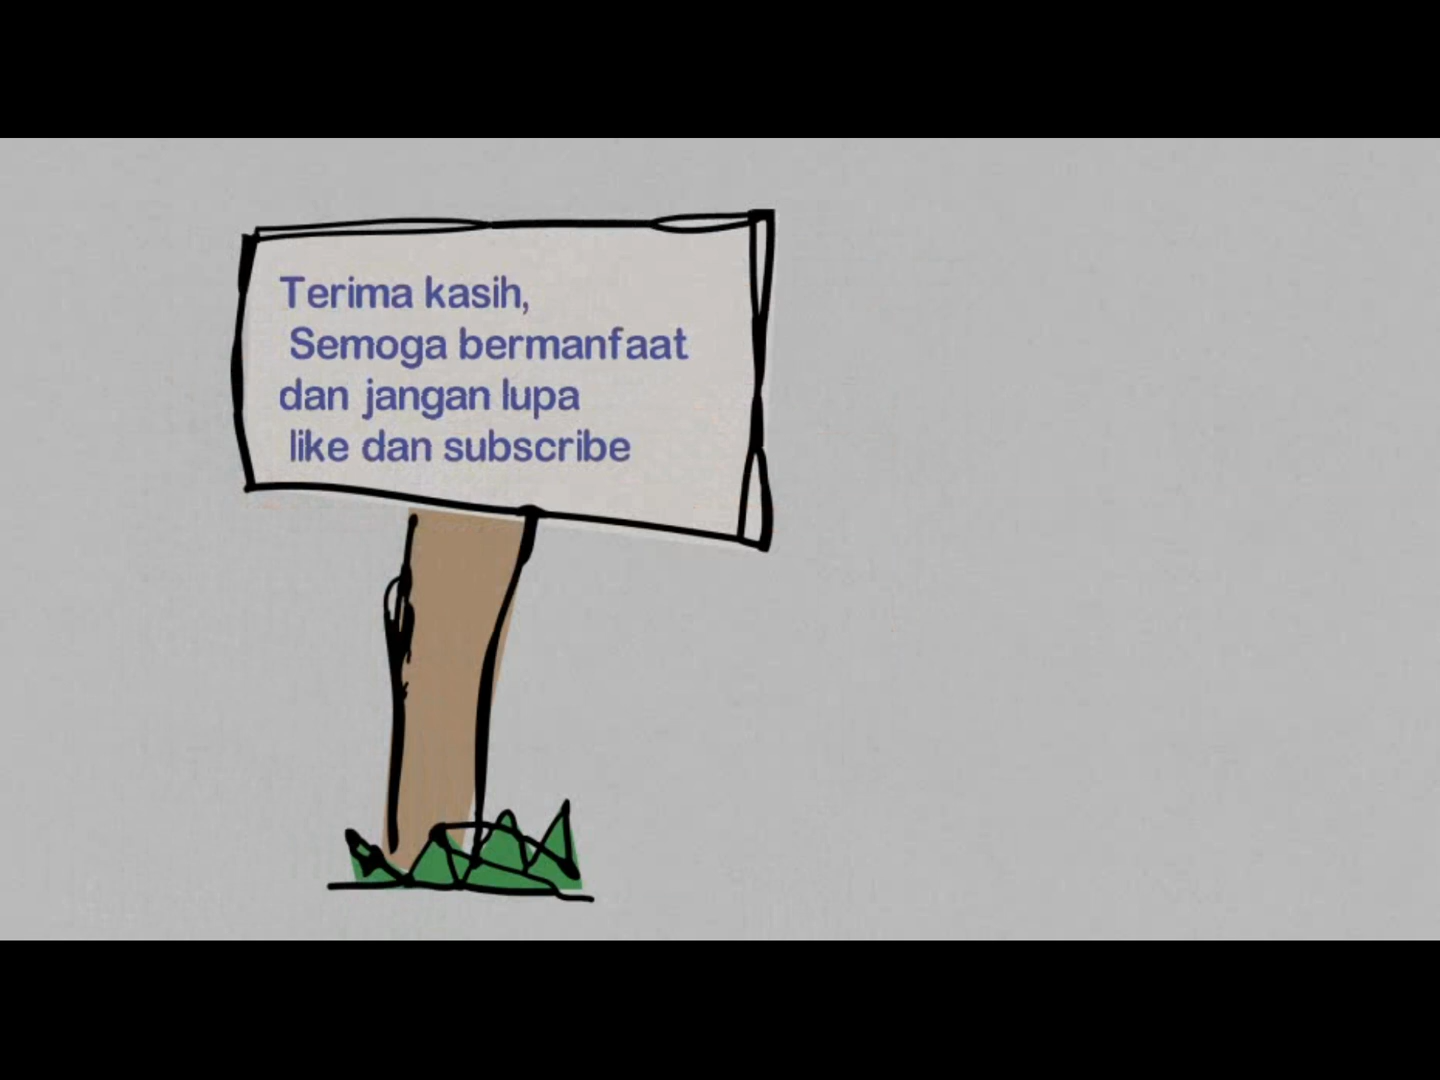 Terima kasih,
Semoga bermanfaat
dan jangan lupa
like dan subscribe